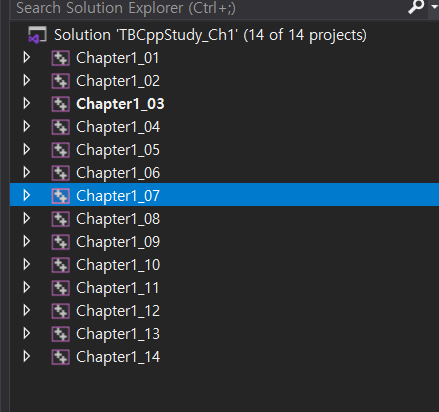 Search Solution Explorer (Ctrl+;)
Solution 'TBCppStudy_Ch1' (14 of 14 projects)
Chapter1_01
Chapter1_02
Chapter1_03
Chapter1_04
Chapter1_05
Chapter1_06
Chapter1_07
Chapter1_08
Chapter1_09
Chapter1_10
Chapter1_11
Chapter1_12
Chapter1_13
Chapter1_14